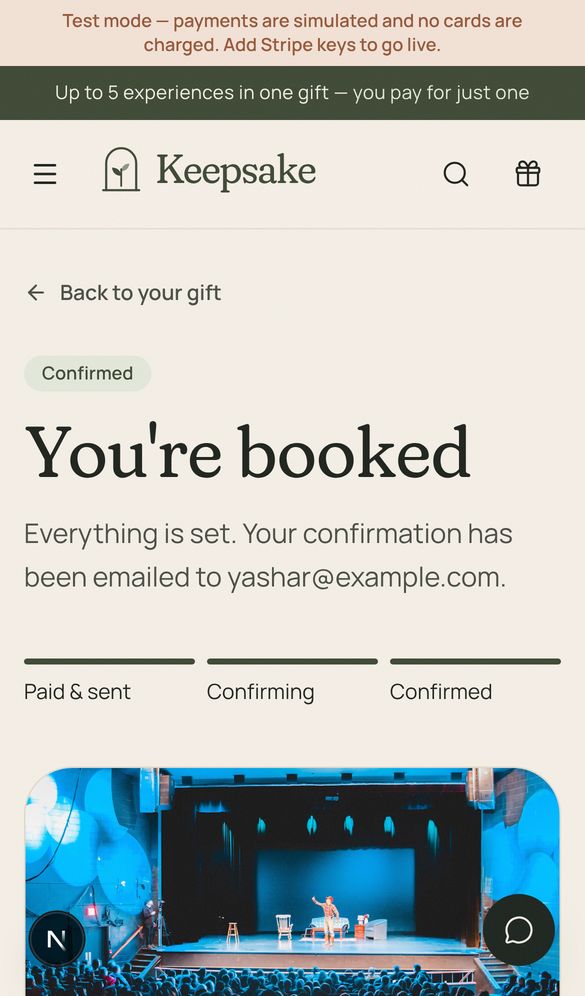 Test mode — payments are simulated and no cards are
charged. Add Stripe keys to go live.
Up to 5 experiences in one gift — you pay for just one
Keepsake
Back to your gift
Confirmed
You're booked
Everything is set. Your confirmation has
been emailed to yashar@example.com.
Paid & sent
Confirming
Confirmed
N